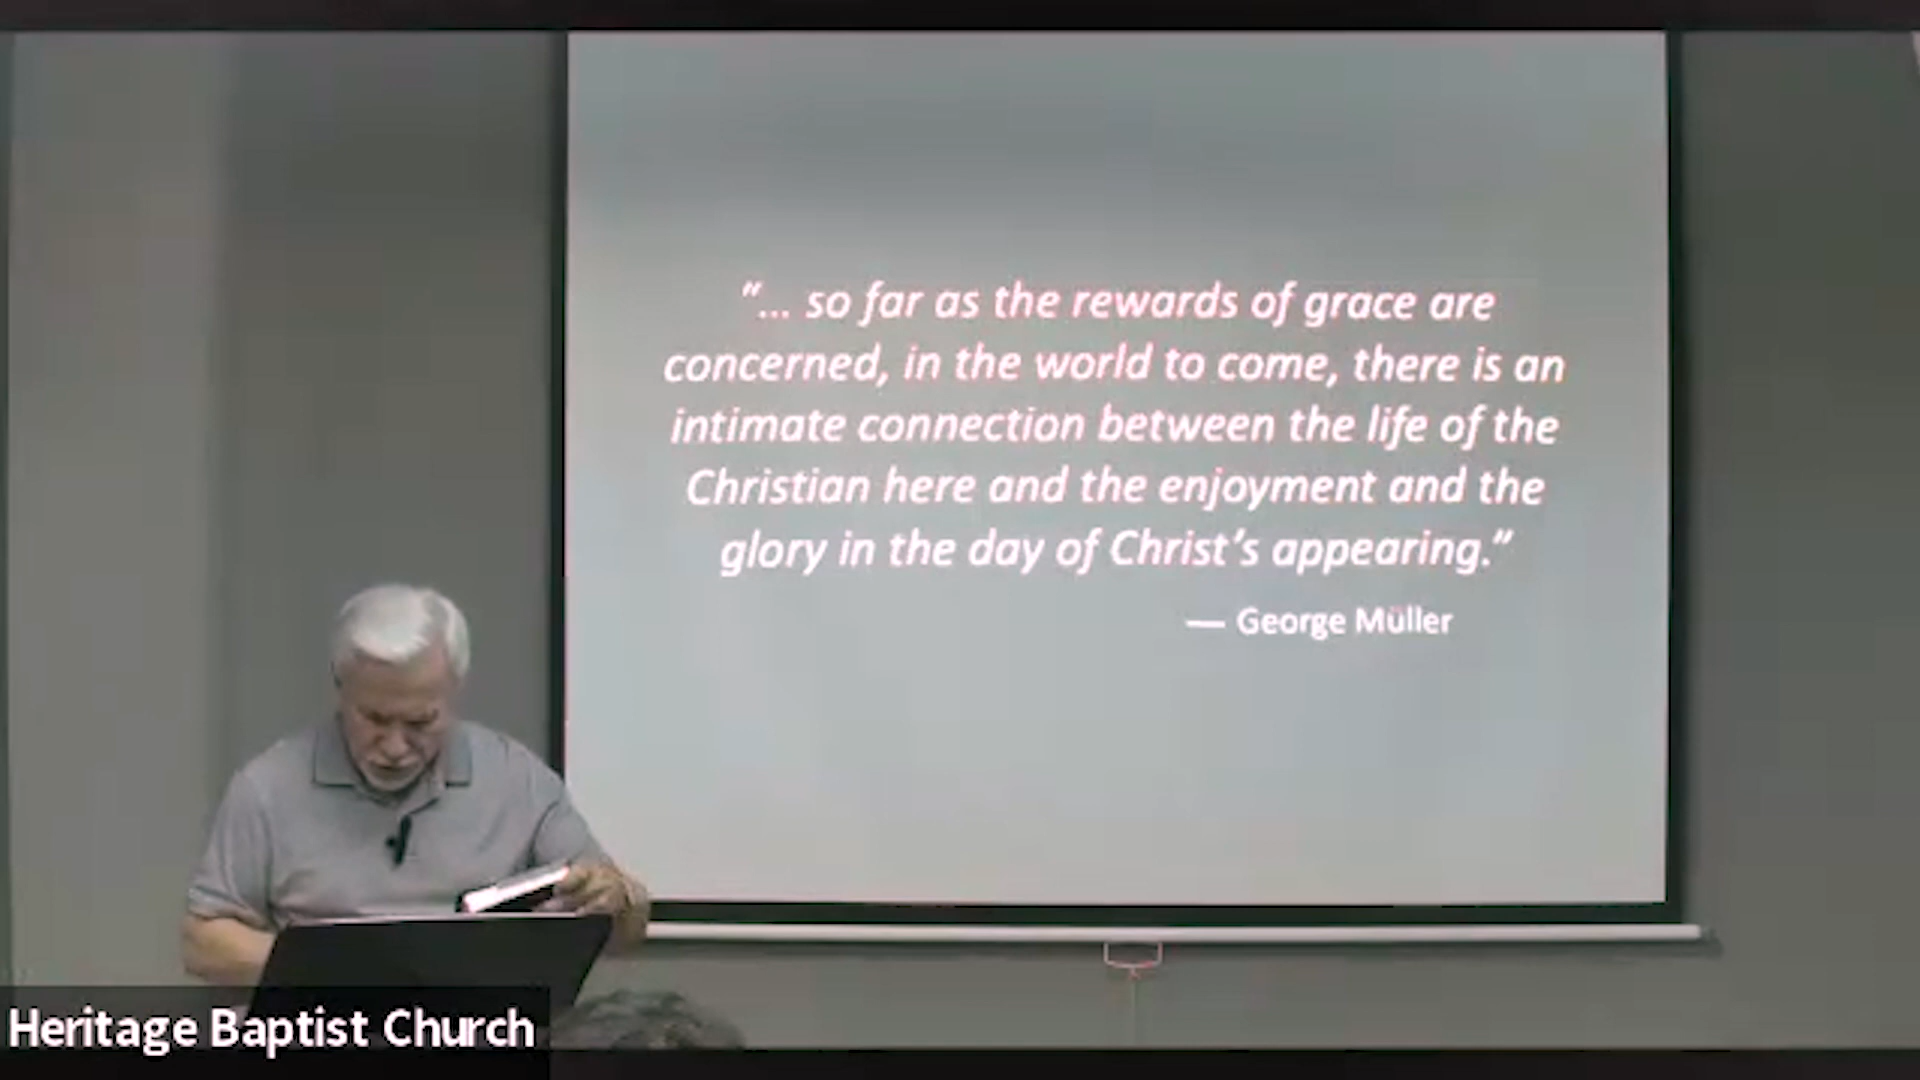 “... so far as the rewards of grace are
concerned, in the world to come, there is an
intimate connection between the life of the
Christian here and the enjoyment and the
glory in the day of Christ’s appearing.”
— George Müller
Heritage Baptist Church